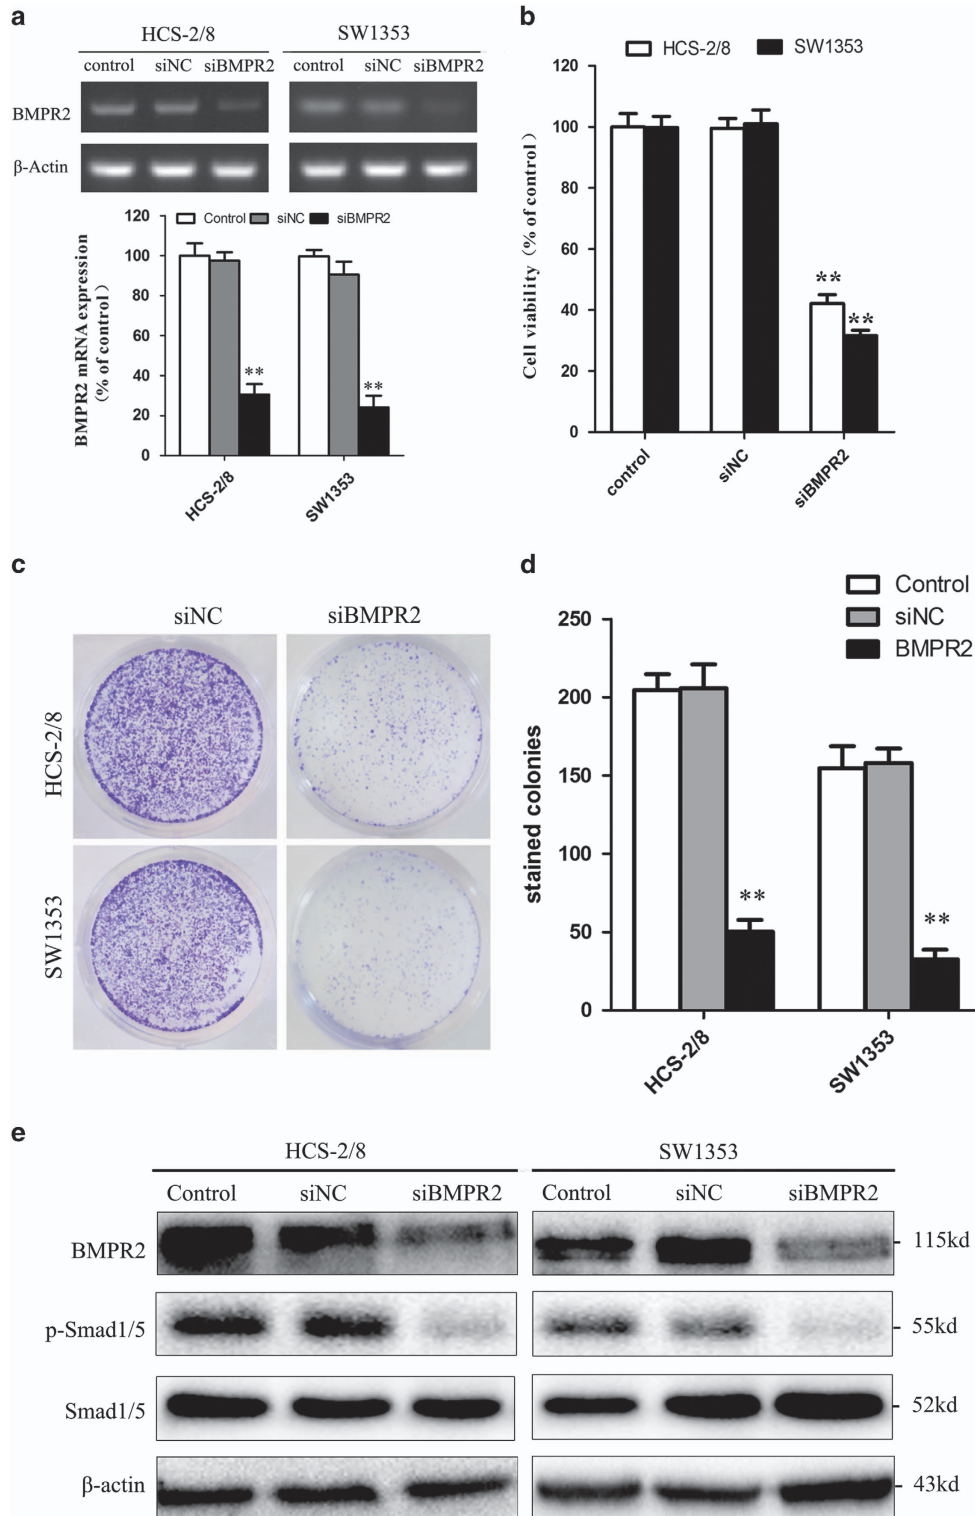 a
HCS-2/8 SW1353
control siNC siBMPR2 control siNC siBMPR2
BMPR2
β-Actin
Control siNC siBMPR2
BMPR2 mRNA expression
(% of control)
120
100
80
60
40
20
0
** **
HCS-2/8 SW1353
b
HCS-2/8 SW1353
Cell viability (% of control)
120
100
80
60
40
20
0
**
**
control siNC siBMPR2
c
siNC siBMPR2
HCS-2/8
SW1353
d
Control
siNC
BMPR2
stained colonies
250
200
150
100
50
0
** **
HCS-2/8 SW1353
e
HCS-2/8 SW1353
Control siNC siBMPR2 Control siNC siBMPR2
BMPR2 115kd
p-Smad1/5 55kd
Smad1/5 52kd
β-actin 43kd